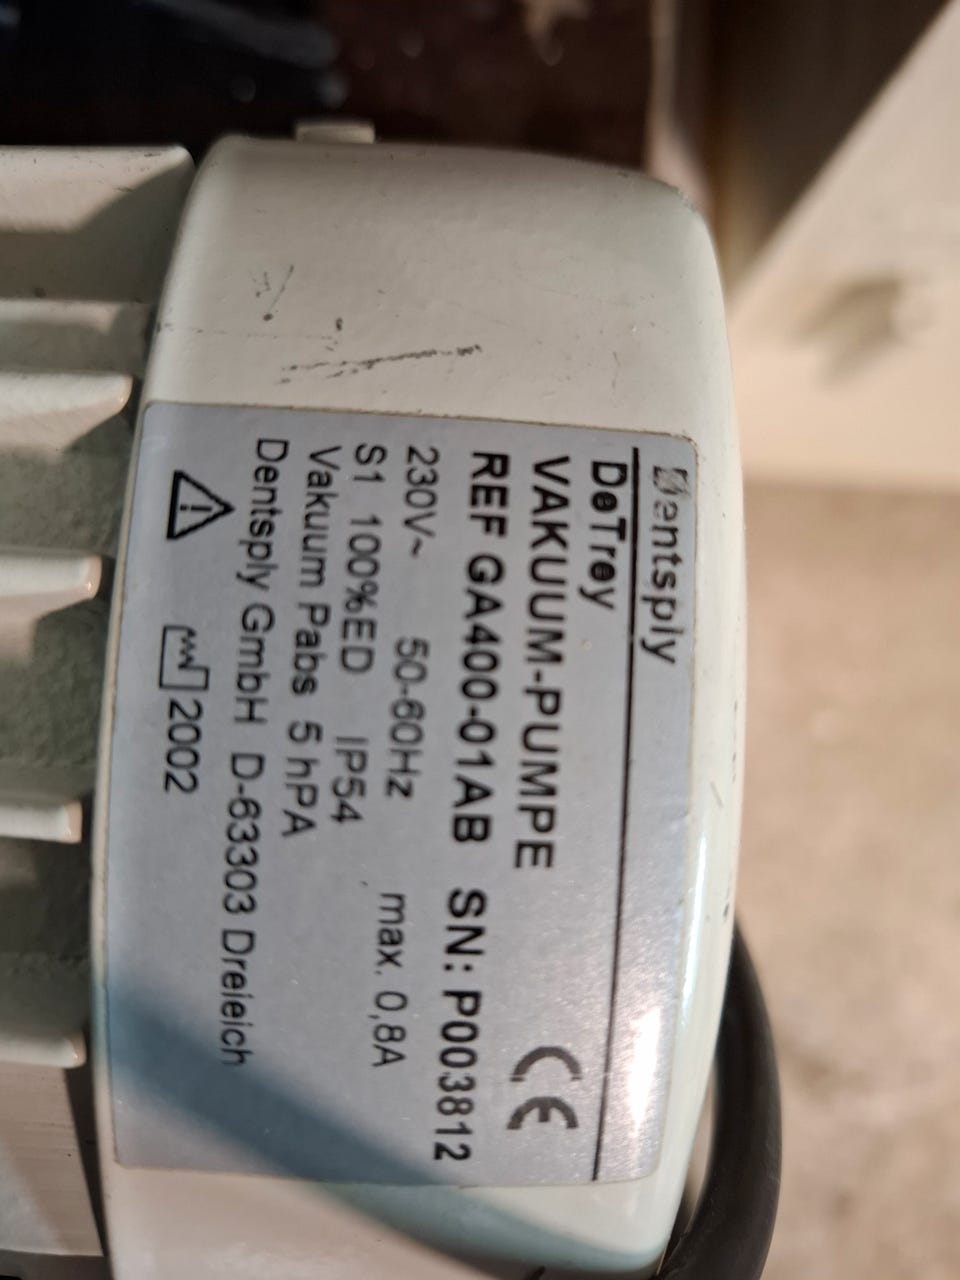 Dentsply
DeTrey
VAKUUM-PUMPE CE
REF GA400-01AB SN: P003812
230V~ 50-60Hz max. 0,8A
S1 100%ED IP54
Vakuum Pabs 5 hPA
Dentsply GmbH D-63303 Dreieich
2002